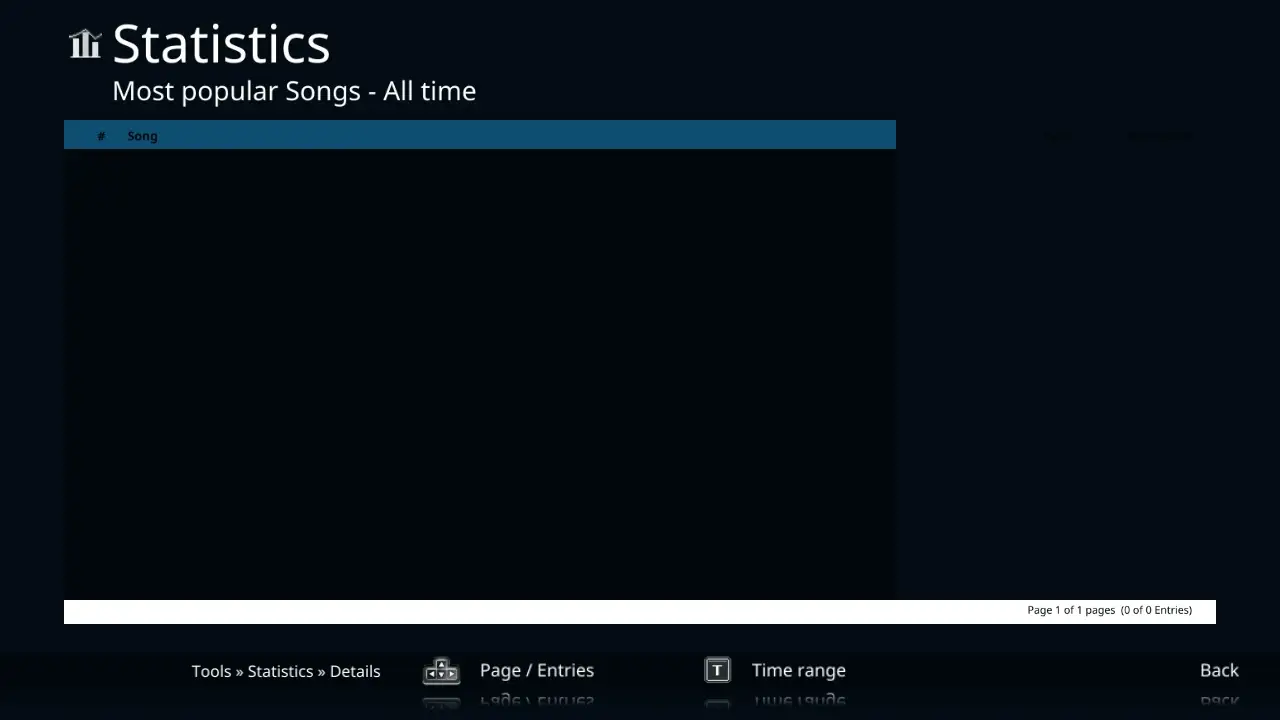 Statistics
Most popular Songs - All time
# Song
Page 1 of 1 pages (0 of 0 Entries)
Tools » Statistics » Details
Page / Entries
T Time range
Back